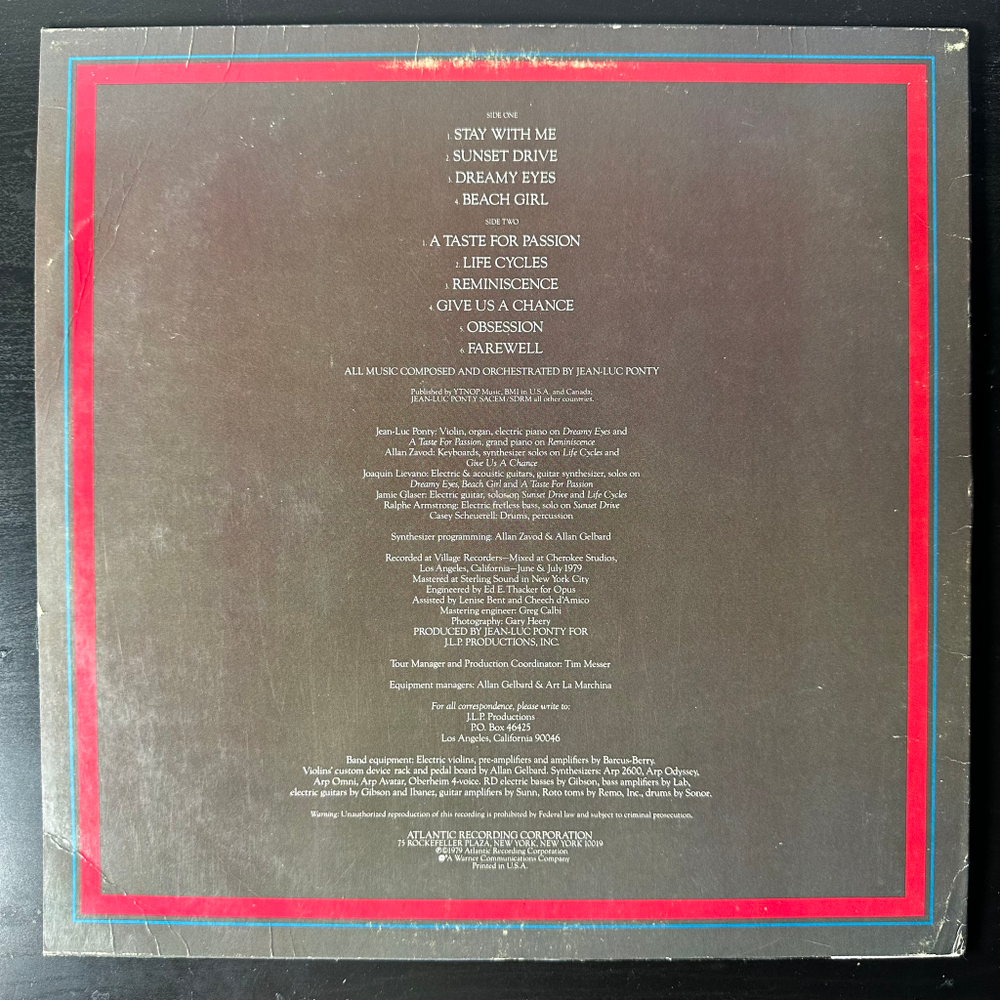 SIDE ONE
1. STAY WITH ME
2. SUNSET DRIVE
3. DREAMY EYES
4. BEACH GIRL
SIDE TWO
1. A TASTE FOR PASSION
2. LIFE CYCLES
3. REMINISCENCE
4. GIVE US A CHANCE
5. OBSESSION
6. FAREWELL
ALL MUSIC COMPOSED AND ORCHESTRATED BY JEAN-LUC PONTY
Published by YTNOP Music, BMI in U.S.A. and Canada;
JEAN-LUC PONTY SACEM/SDRM all other countries.
Jean-Luc Ponty: Violin, organ, electric piano on Dreamy Eyes and
A Taste For Passion, grand piano on Reminiscence
Allan Zavod: Keyboards, synthesizer solos on Life Cycles and
Give Us A Chance
Joaquin Lievano: Electric & acoustic guitars, guitar synthesizer, solos on
Dreamy Eyes, Beach Girl and A Taste For Passion
Jamie Glaser: Electric guitar, soloson Sunset Drive and Life Cycles
Ralphe Armstrong: Electric fretless bass, solo on Sunset Drive
Casey Scheuerell: Drums, percussion
Synthesizer programming: Allan Zavod & Allan Gelbard
Recorded at Village Recorders—Mixed at Cherokee Studios,
Los Angeles, California—June & July 1979
Mastered at Sterling Sound in New York City
Engineered by Ed E. Thacker for Opus
Assisted by Lenise Bent and Cheech d'Amico
Mastering engineer: Greg Calbi
Photography: Gary Heery
PRODUCED BY JEAN-LUC PONTY FOR
J.L.P. PRODUCTIONS, INC.
Tour Manager and Production Coordinator: Tim Messer
Equipment managers: Allan Gelbard & Art La Marchina
For all correspondence, please write to:
J.L.P. Productions
P.O. Box 46425
Los Angeles, California 90046
Band equipment: Electric violins, pre-amplifiers and amplifiers by Barcus-Berry.
Violins' custom device rack and pedal board by Allan Gelbard. Synthesizers: Arp 2600, Arp Odyssey,
Arp Omni, Arp Avatar, Oberheim 4-voice. RD electric basses by Gibson, bass amplifiers by Lab,
electric guitars by Gibson and Ibanez, guitar amplifiers by Sunn, Roto toms by Remo, Inc., drums by Sonor.
Warning: Unauthorized reproduction of this recording is prohibited by Federal law and subject to criminal prosecution.
ATLANTIC RECORDING CORPORATION
75 ROCKEFELLER PLAZA, NEW YORK, NEW YORK 10019
℗©1979 Atlantic Recording Corporation
A Warner Communications Company
Printed in U.S.A.